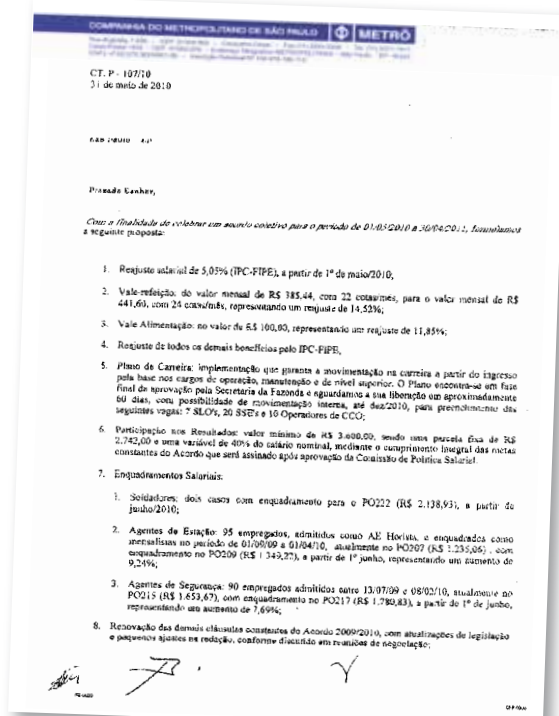 COMPANHIA DO METROPOLITANO DE SÃO PAULO METRÔ
CT. P - 107/10
31 de maio de 2010
SÃO PAULO SP
Prezado Senhor,
Com a finalidade de celebrar um acordo coletivo para o período de 01/05/2010 a 30/04/2011, formulamos
a seguinte proposta:
1. Reajuste salarial de 5,05% (IPC-FIPE), a partir de 1º de maio/2010;
2. Vale-refeição: do valor mensal de R$ 385,44, com 22 cotas/mês, para o valor mensal de R$
441,60, com 24 cotas/mês, representando um reajuste de 14,52%;
3. Vale Alimentação: no valor de R$ 100,00, representando um reajuste de 11,85%;
4. Reajuste de todos os demais benefícios pelo IPC-FIPE,
5. Plano de Carreira: implementação que garanta a movimentação na carreira a partir do ingresso
pela base nos cargos de operação, manutenção e de nível superior. O Plano encontra-se em fase
final de aprovação pela Secretaria da Fazenda e aguardamos a sua liberação em aproximadamente
60 dias, com possibilidade de movimentação interna, até dez/2010, para preenchimento das
seguintes vagas: 7 SLO's, 20 SSE's e 10 Operadores de CCO;
6. Participação nos Resultados: valor mínimo de R$ 3.600,00, sendo uma parcela fixa de R$
2.742,00 e uma variável de 40% do salário nominal, mediante o cumprimento integral das metas
constantes do Acordo que será assinado após aprovação da Comissão de Política Salarial.
7. Enquadramentos Salariais:
1. Soldadores: dois casos com enquadramento para o PO222 (R$ 2.138,93), a partir de
junho/2010;
2. Agentes de Estação: 95 empregados, admitidos como AE Horista, e enquadrados como
mensalistas no período de 01/09/09 a 01/04/10, atualmente no PO207 (R$ 1.235,06) , com
enquadramento no PO209 (R$ 1 349,27), a partir de 1º junho, representando um aumento de
9,24%;
3. Agentes de Segurança: 90 empregados admitidos entre 13/07/09 e 08/02/10, atualmente no
PO215 (R$ 1.653,67), com enquadramento no PO217 (R$ 1.780,83), a partir de 1º de junho,
representando um aumento de 7,69%;
8. Renovação das demais cláusulas constantes do Acordo 2009/2010, com atualizações de legislação
e pequenos ajustes na redação, conforme discutido em reuniões de negociação;